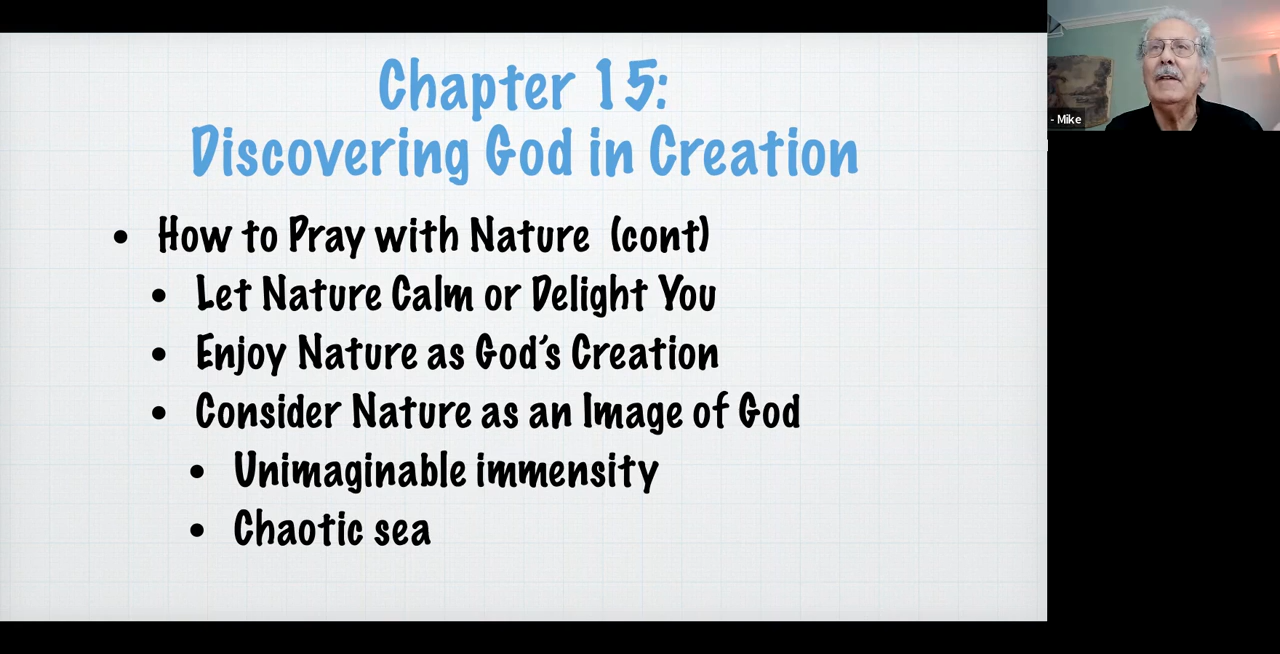 Chapter 15:
Discovering God in Creation
• How to Pray with Nature (cont)
• Let Nature Calm or Delight You
• Enjoy Nature as God's Creation
• Consider Nature as an Image of God
• Unimaginable immensity
• Chaotic sea
- Mike